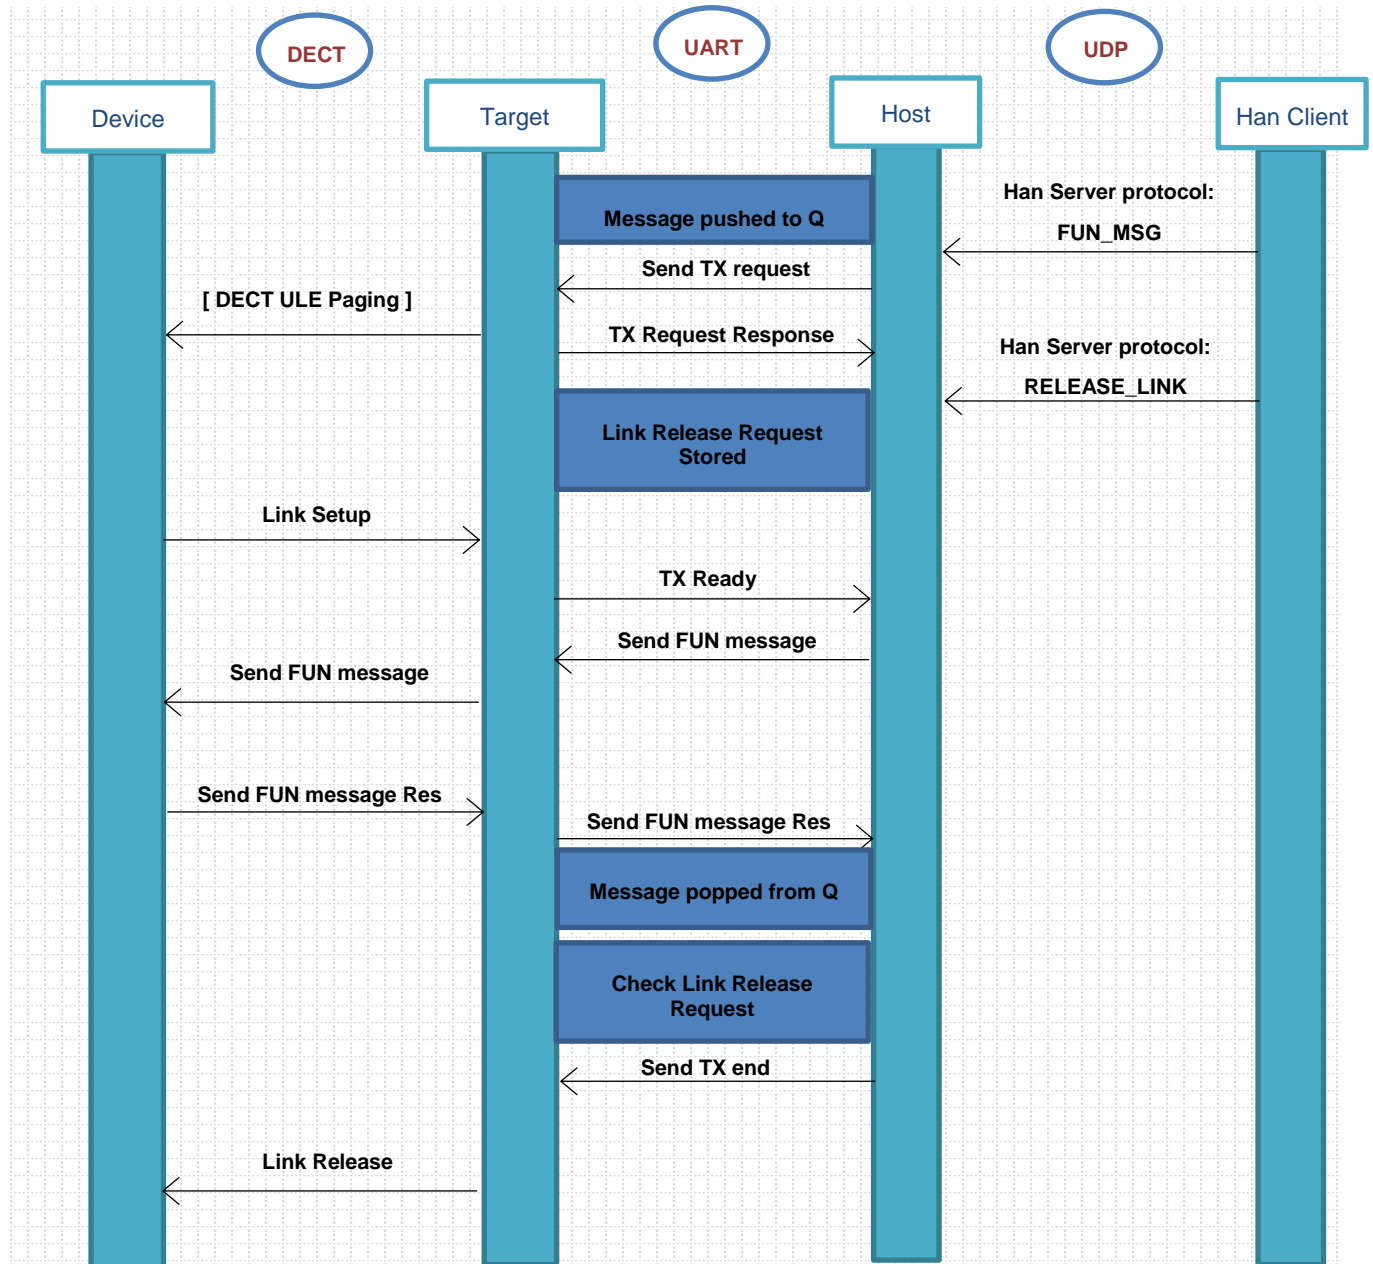 DECT
UART
UDP
Device
Target
Host
Han Client
Message pushed to Q
Han Server protocol:
FUN_MSG
Send TX request
[ DECT ULE Paging ]
TX Request Response
Han Server protocol:
RELEASE_LINK
Link Release Request
Stored
Link Setup
TX Ready
Send FUN message
Send FUN message
Send FUN message Res
Send FUN message Res
Message popped from Q
Check Link Release
Request
Send TX end
Link Release